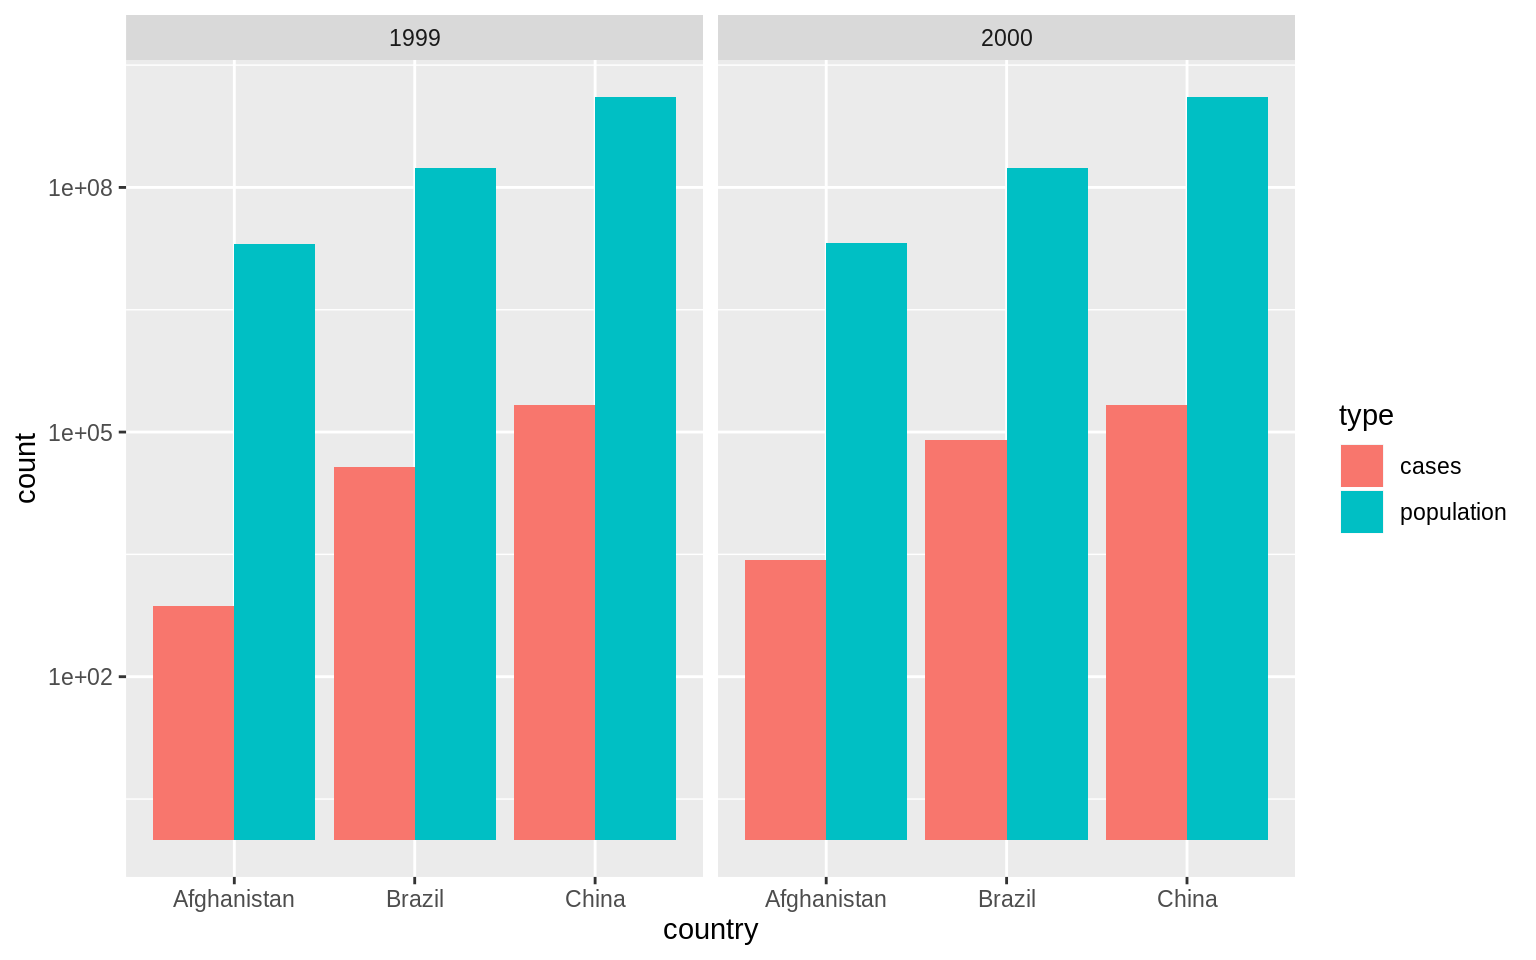 1999
2000
1e+08
1e+05
1e+02
count
Afghanistan
Brazil
China
Afghanistan
Brazil
China
country
type
cases
population